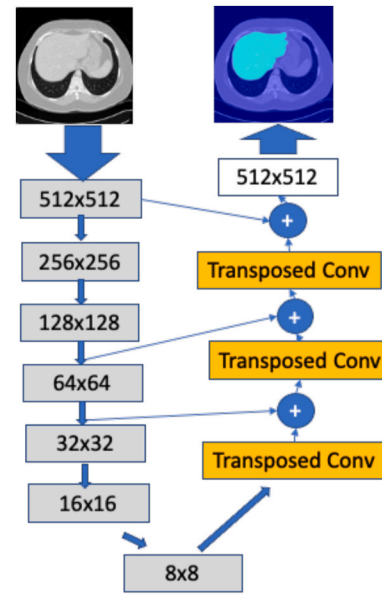 512x512
256x256
128x128
64x64
32x32
16x16
8x8
512x512
+
Transposed Conv
+
Transposed Conv
+
Transposed Conv